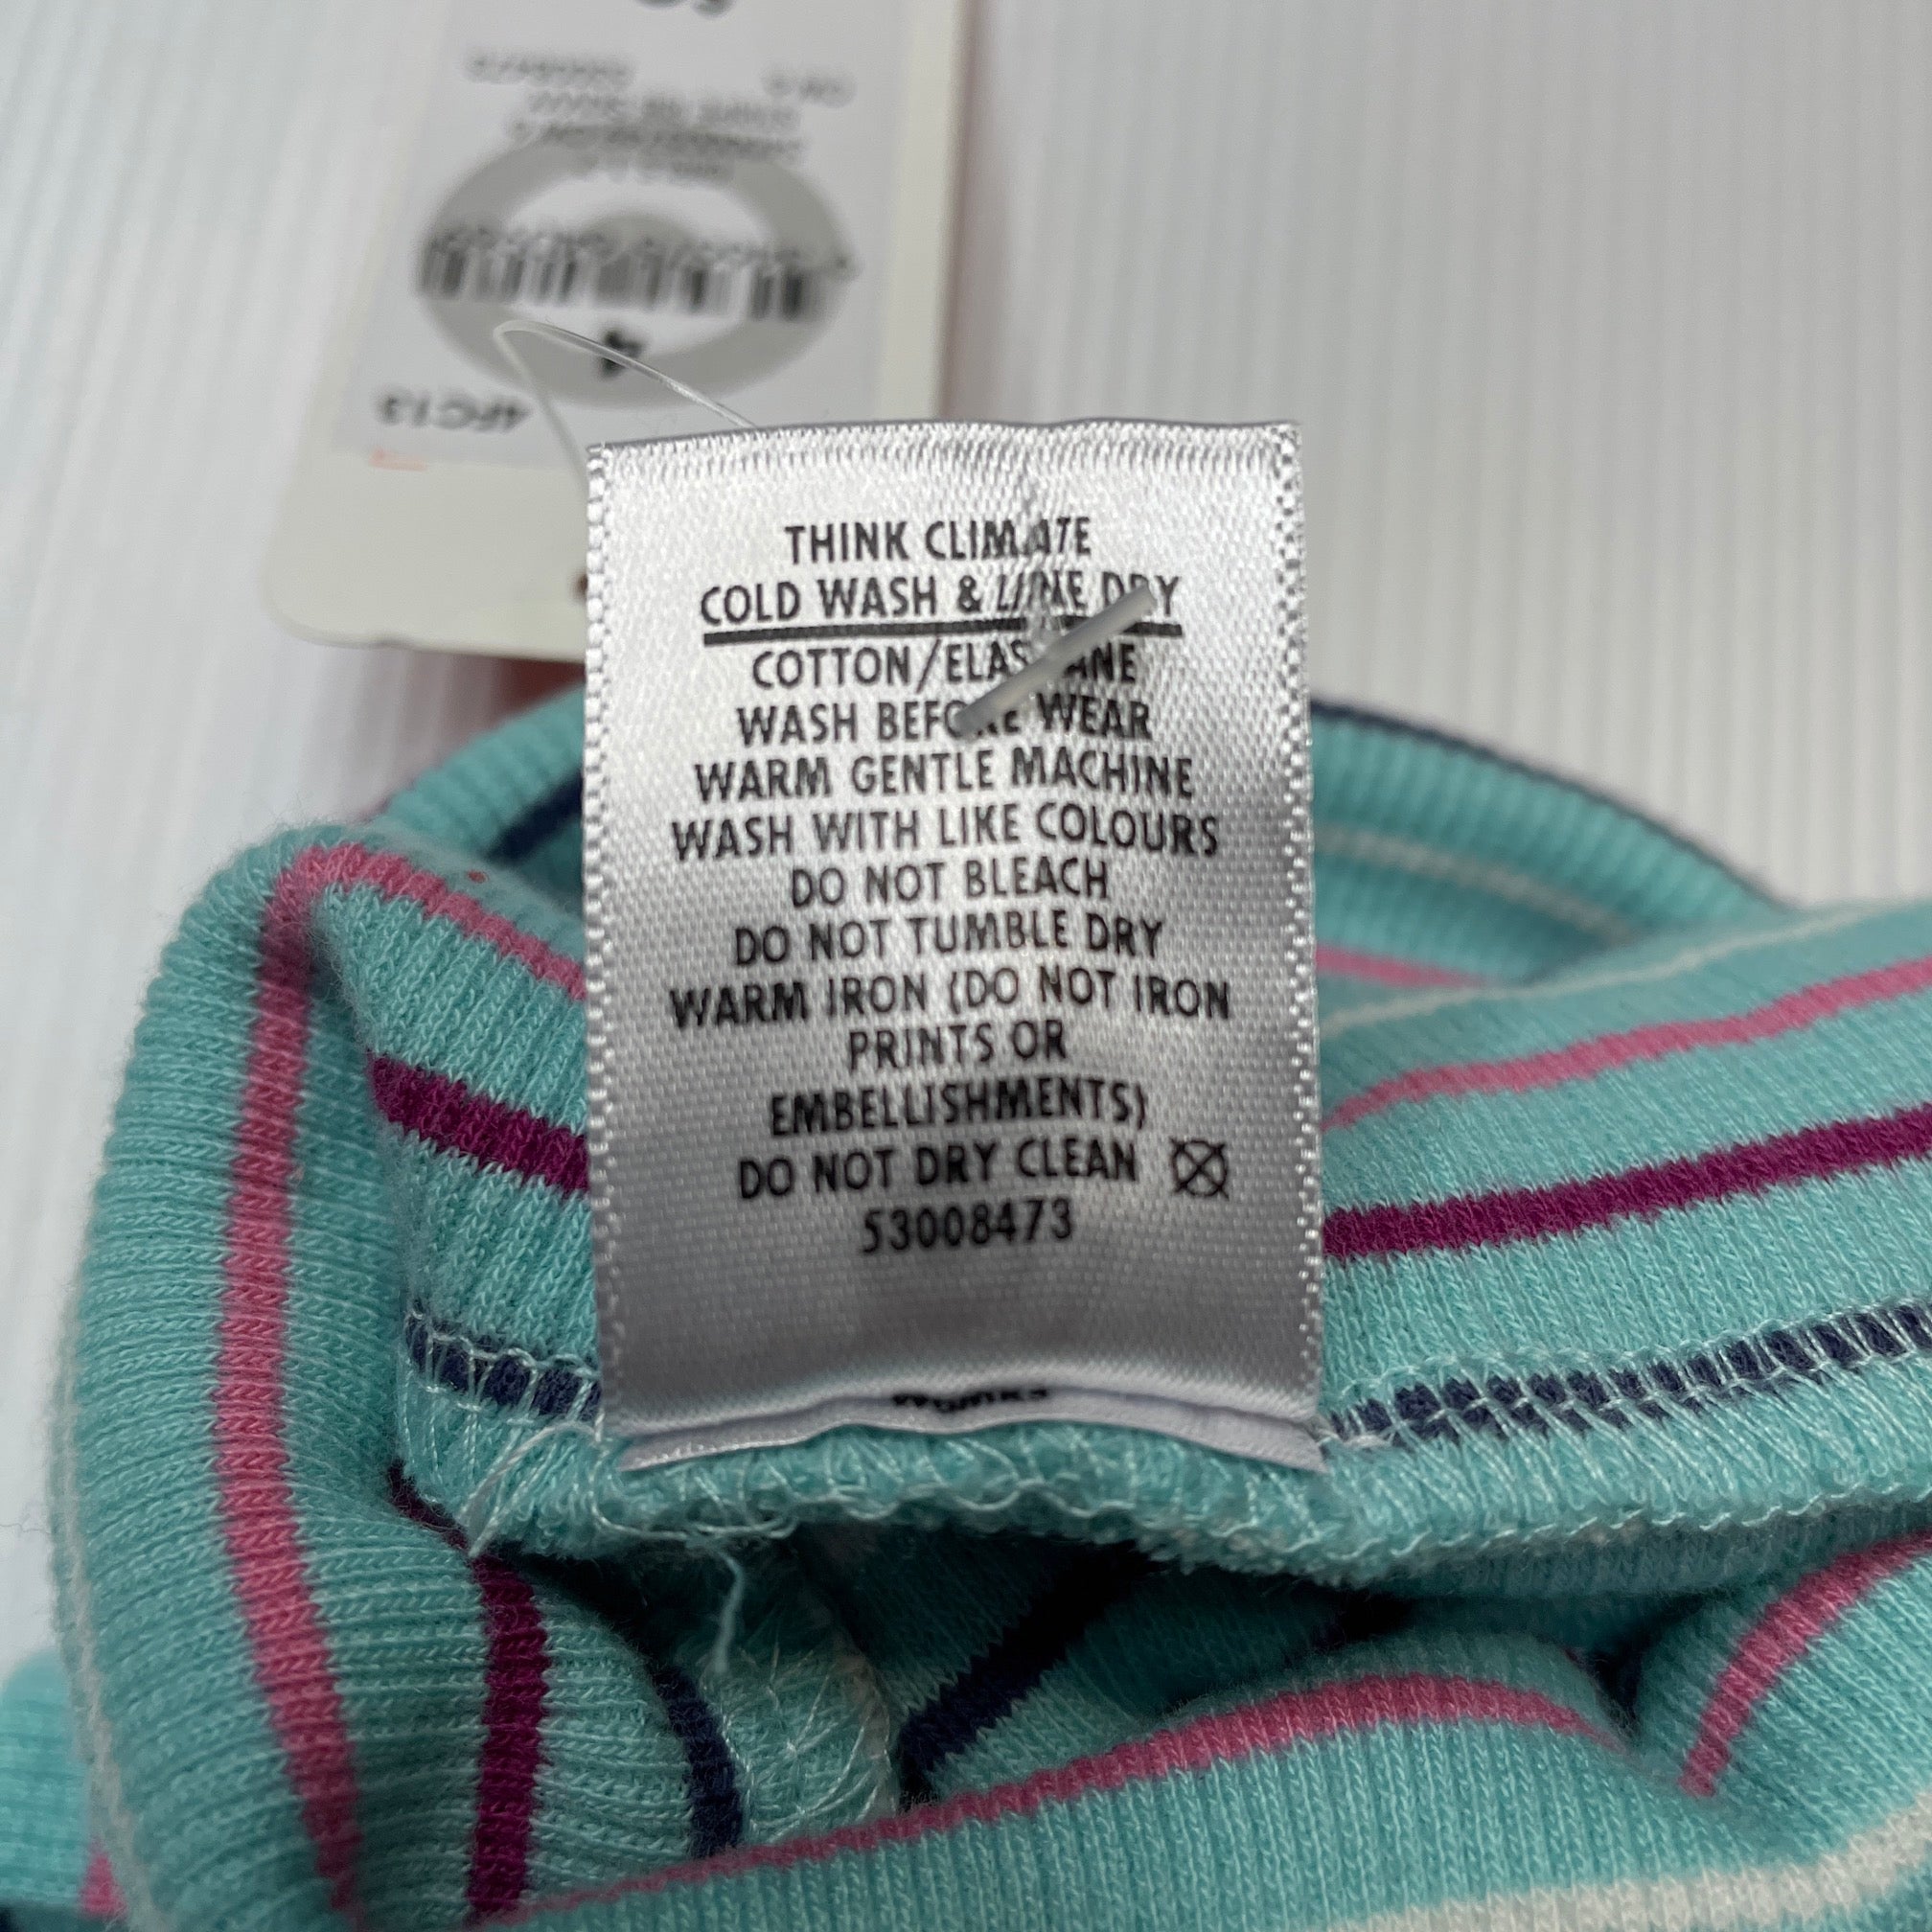 THINK CLIMATE
COLD WASH & LINE DRY
COTTON/ELASTANE
WASH BEFORE WEAR
WARM GENTLE MACHINE
WASH WITH LIKE COLOURS
DO NOT BLEACH
DO NOT TUMBLE DRY
WARM IRON (DO NOT IRON
PRINTS OR
EMBELLISHMENTS)
DO NOT DRY CLEAN
53008473
4
4FC13